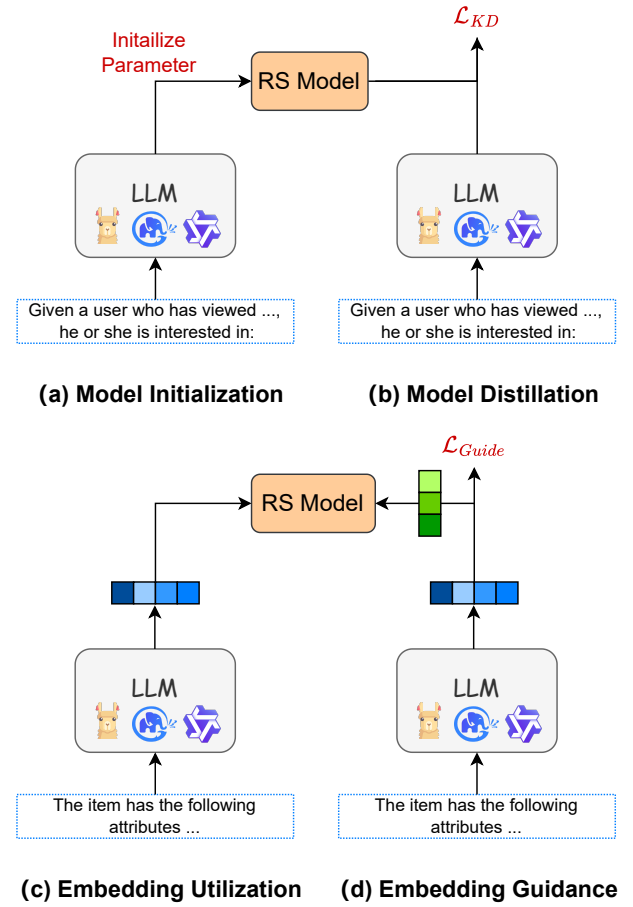 Initailize
Parameter
RS Model
ℒ_KD
LLM
LLM
Given a user who has viewed ...,
he or she is interested in:
Given a user who has viewed ...,
he or she is interested in:
(a) Model Initialization
(b) Model Distillation
ℒ_Guide
RS Model
LLM
LLM
The item has the following
attributes ...
The item has the following
attributes ...
(c) Embedding Utilization
(d) Embedding Guidance